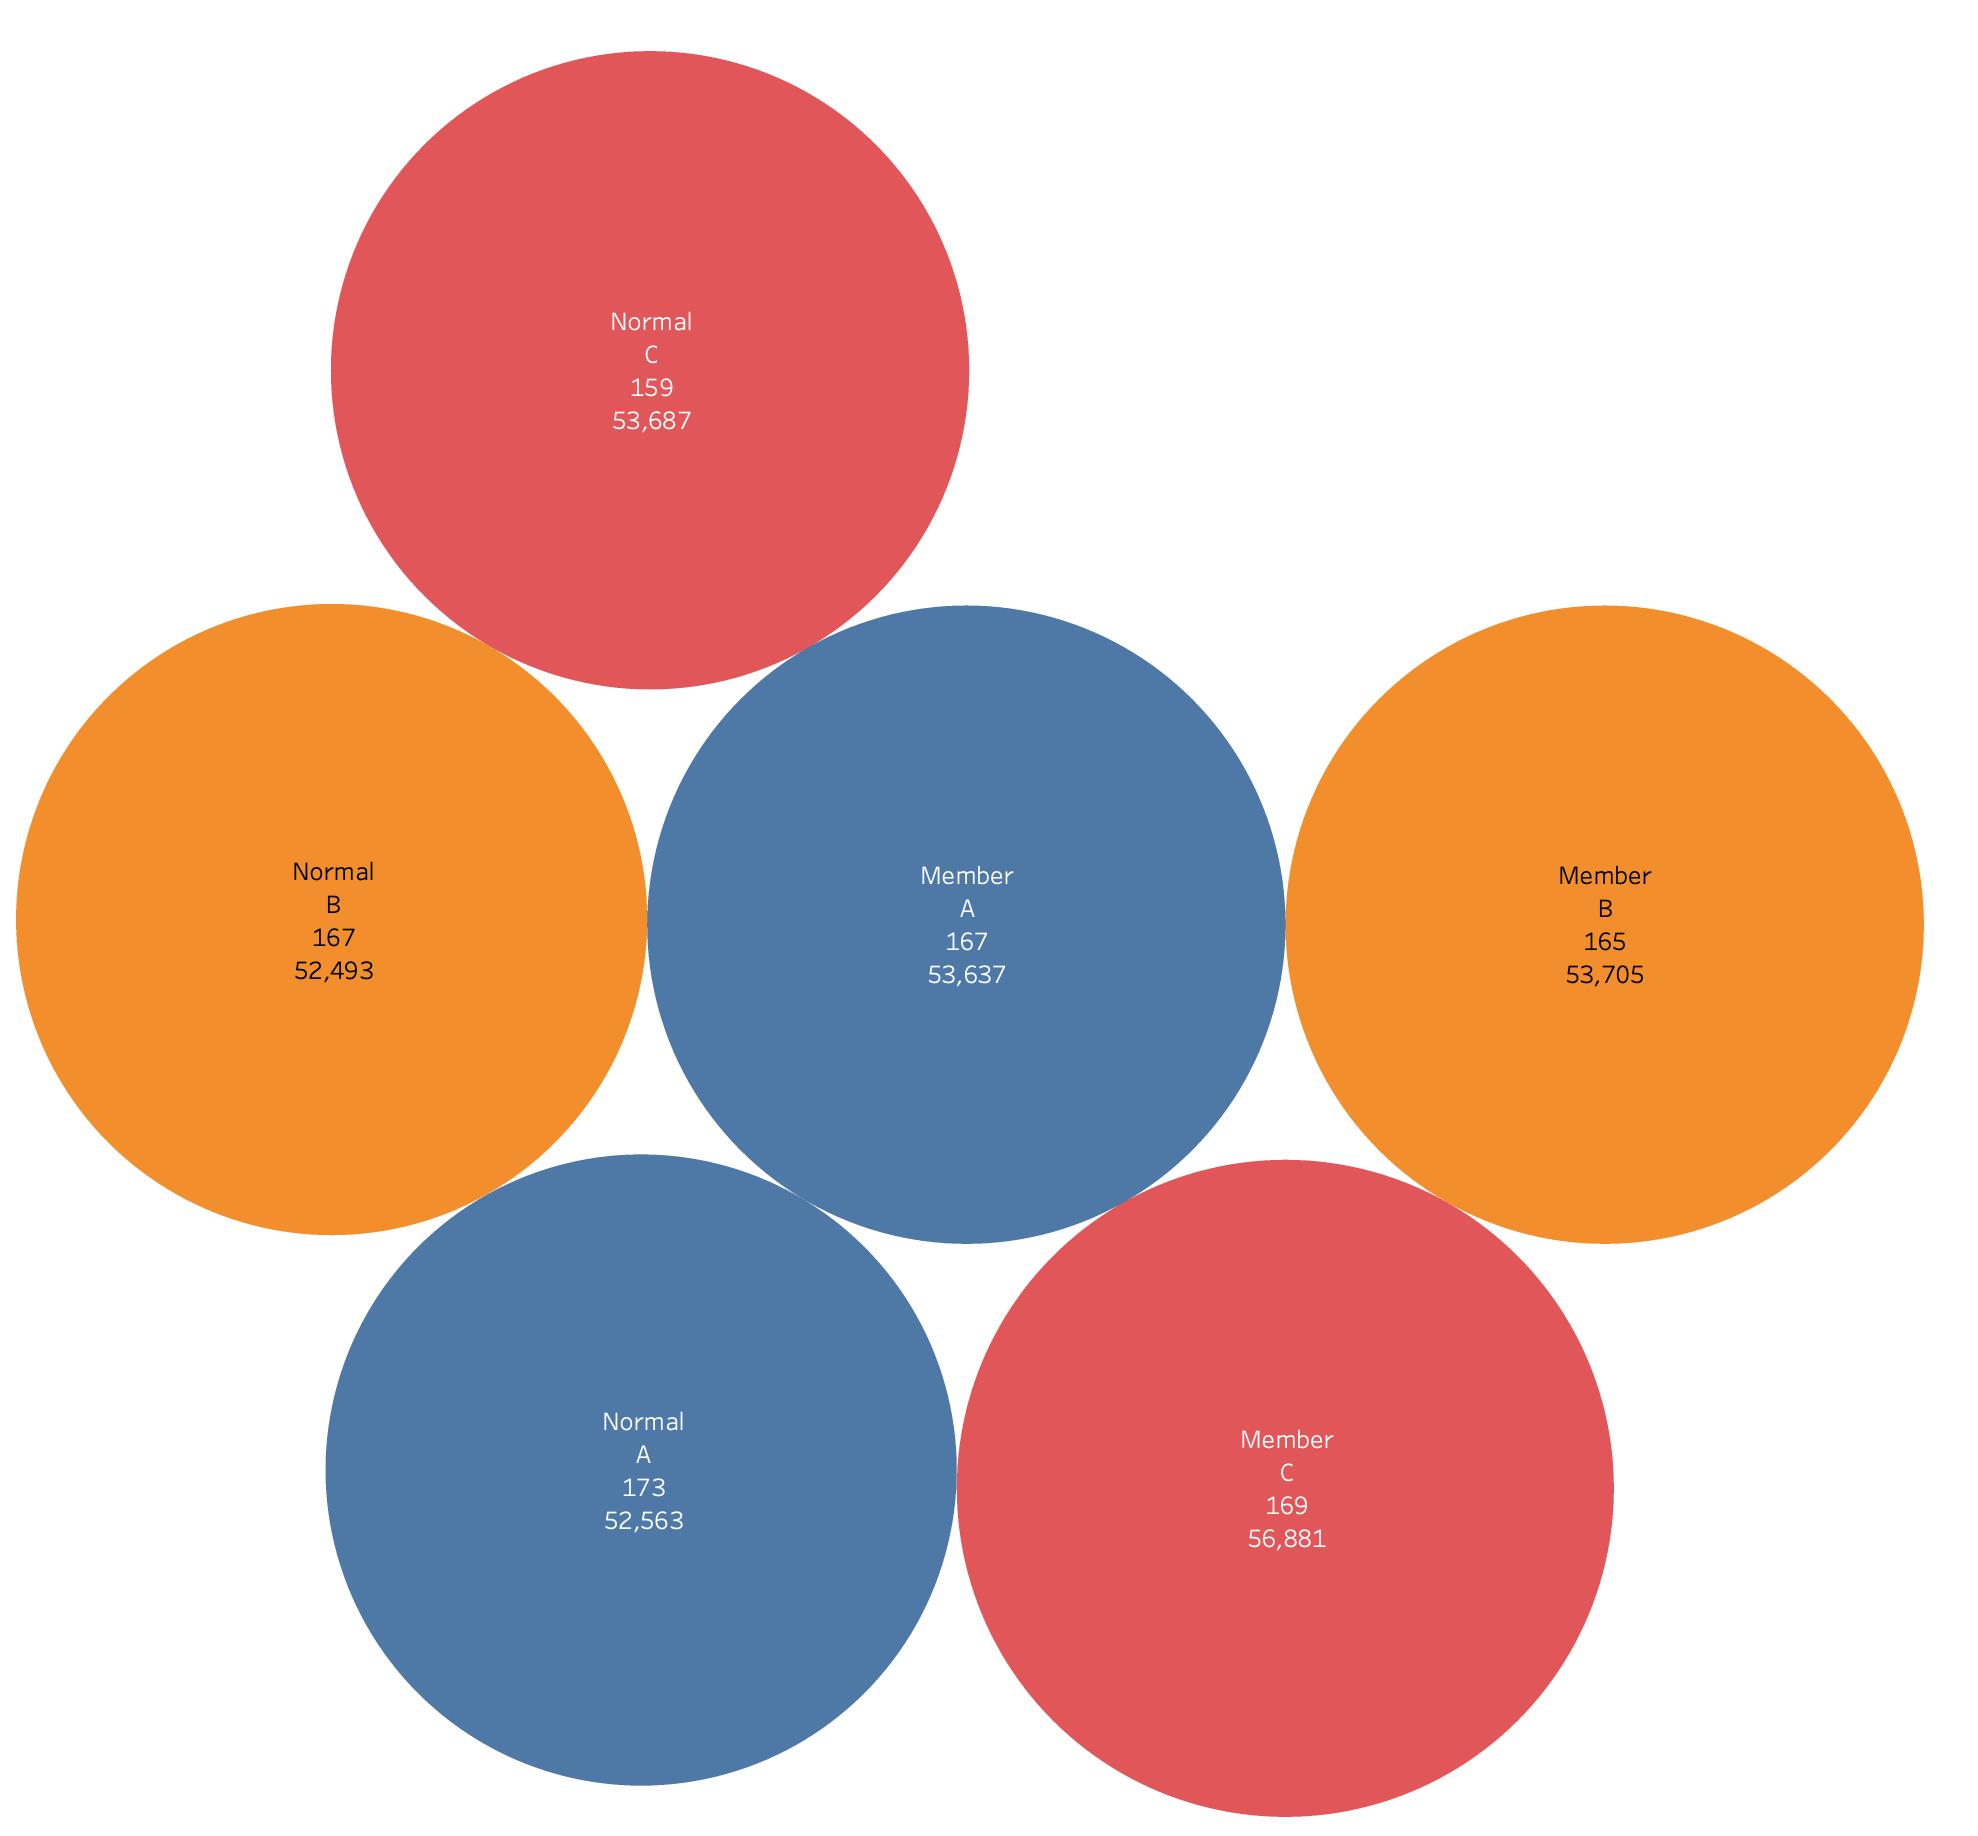 Normal
C
159
53,687
Normal
B
167
52,493
Member
A
167
53,637
Member
B
165
53,705
Normal
A
173
52,563
Member
C
169
56,881